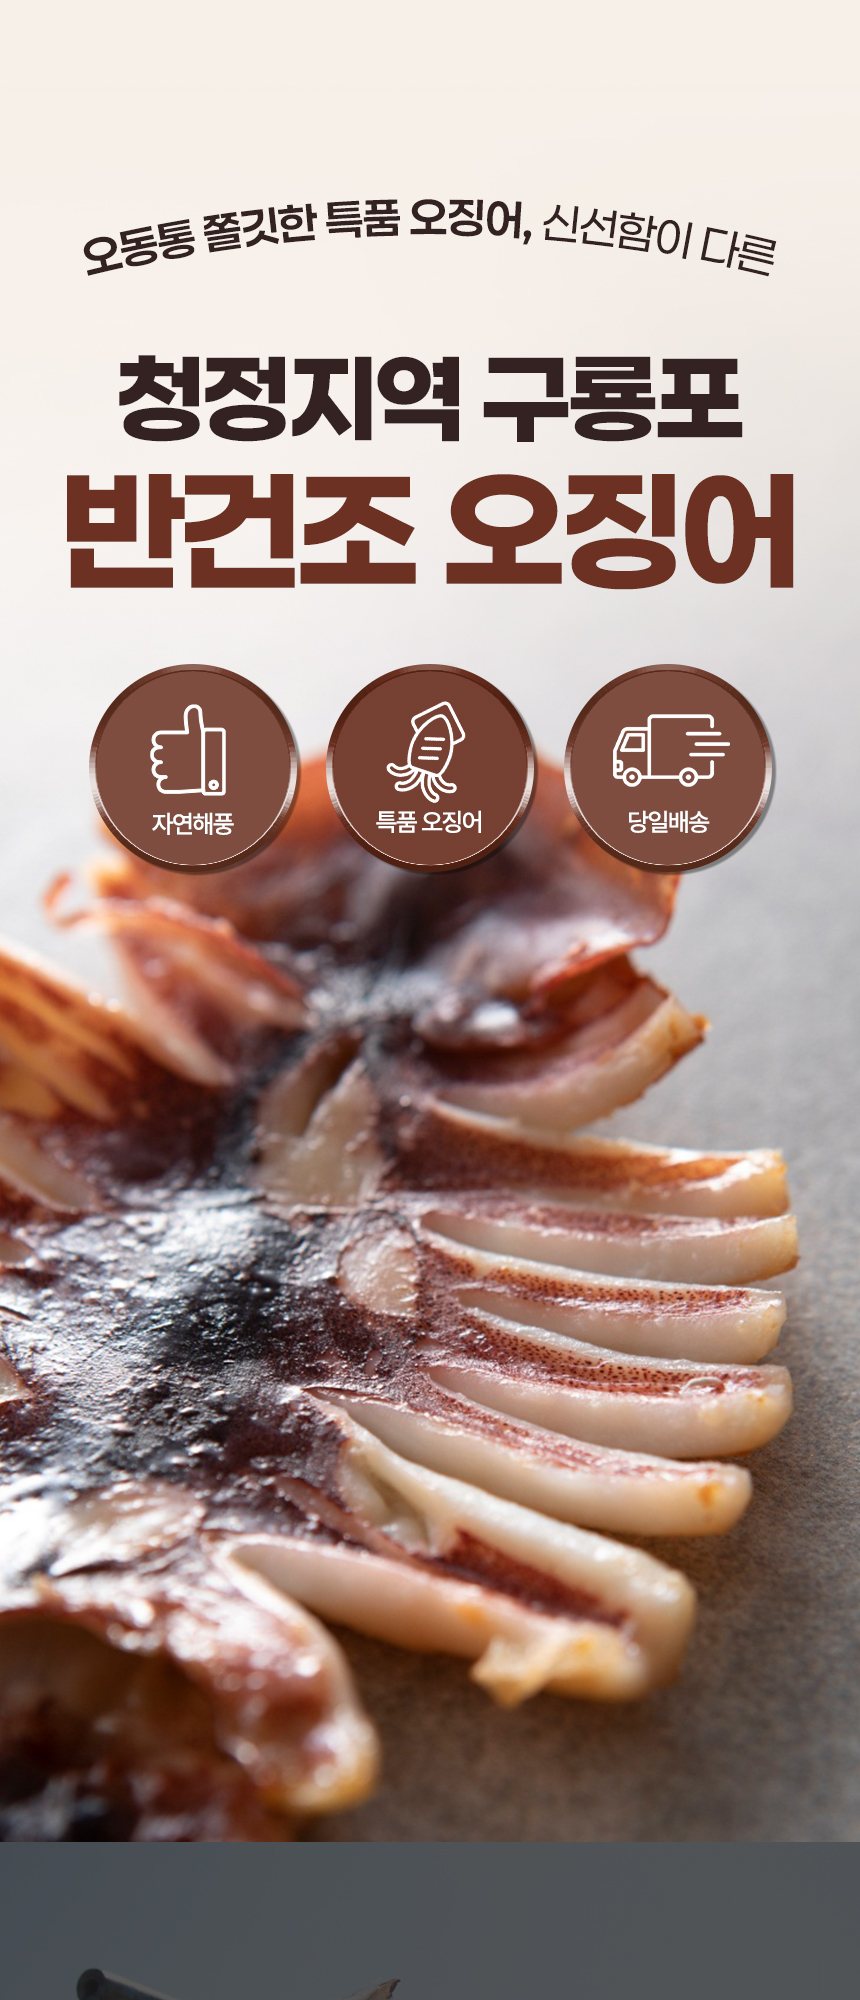 오동통 쫄깃한 특품 오징어, 신선함이 다른
청정지역 구룡포
반건조 오징어
자연해풍
특품 오징어
당일배송